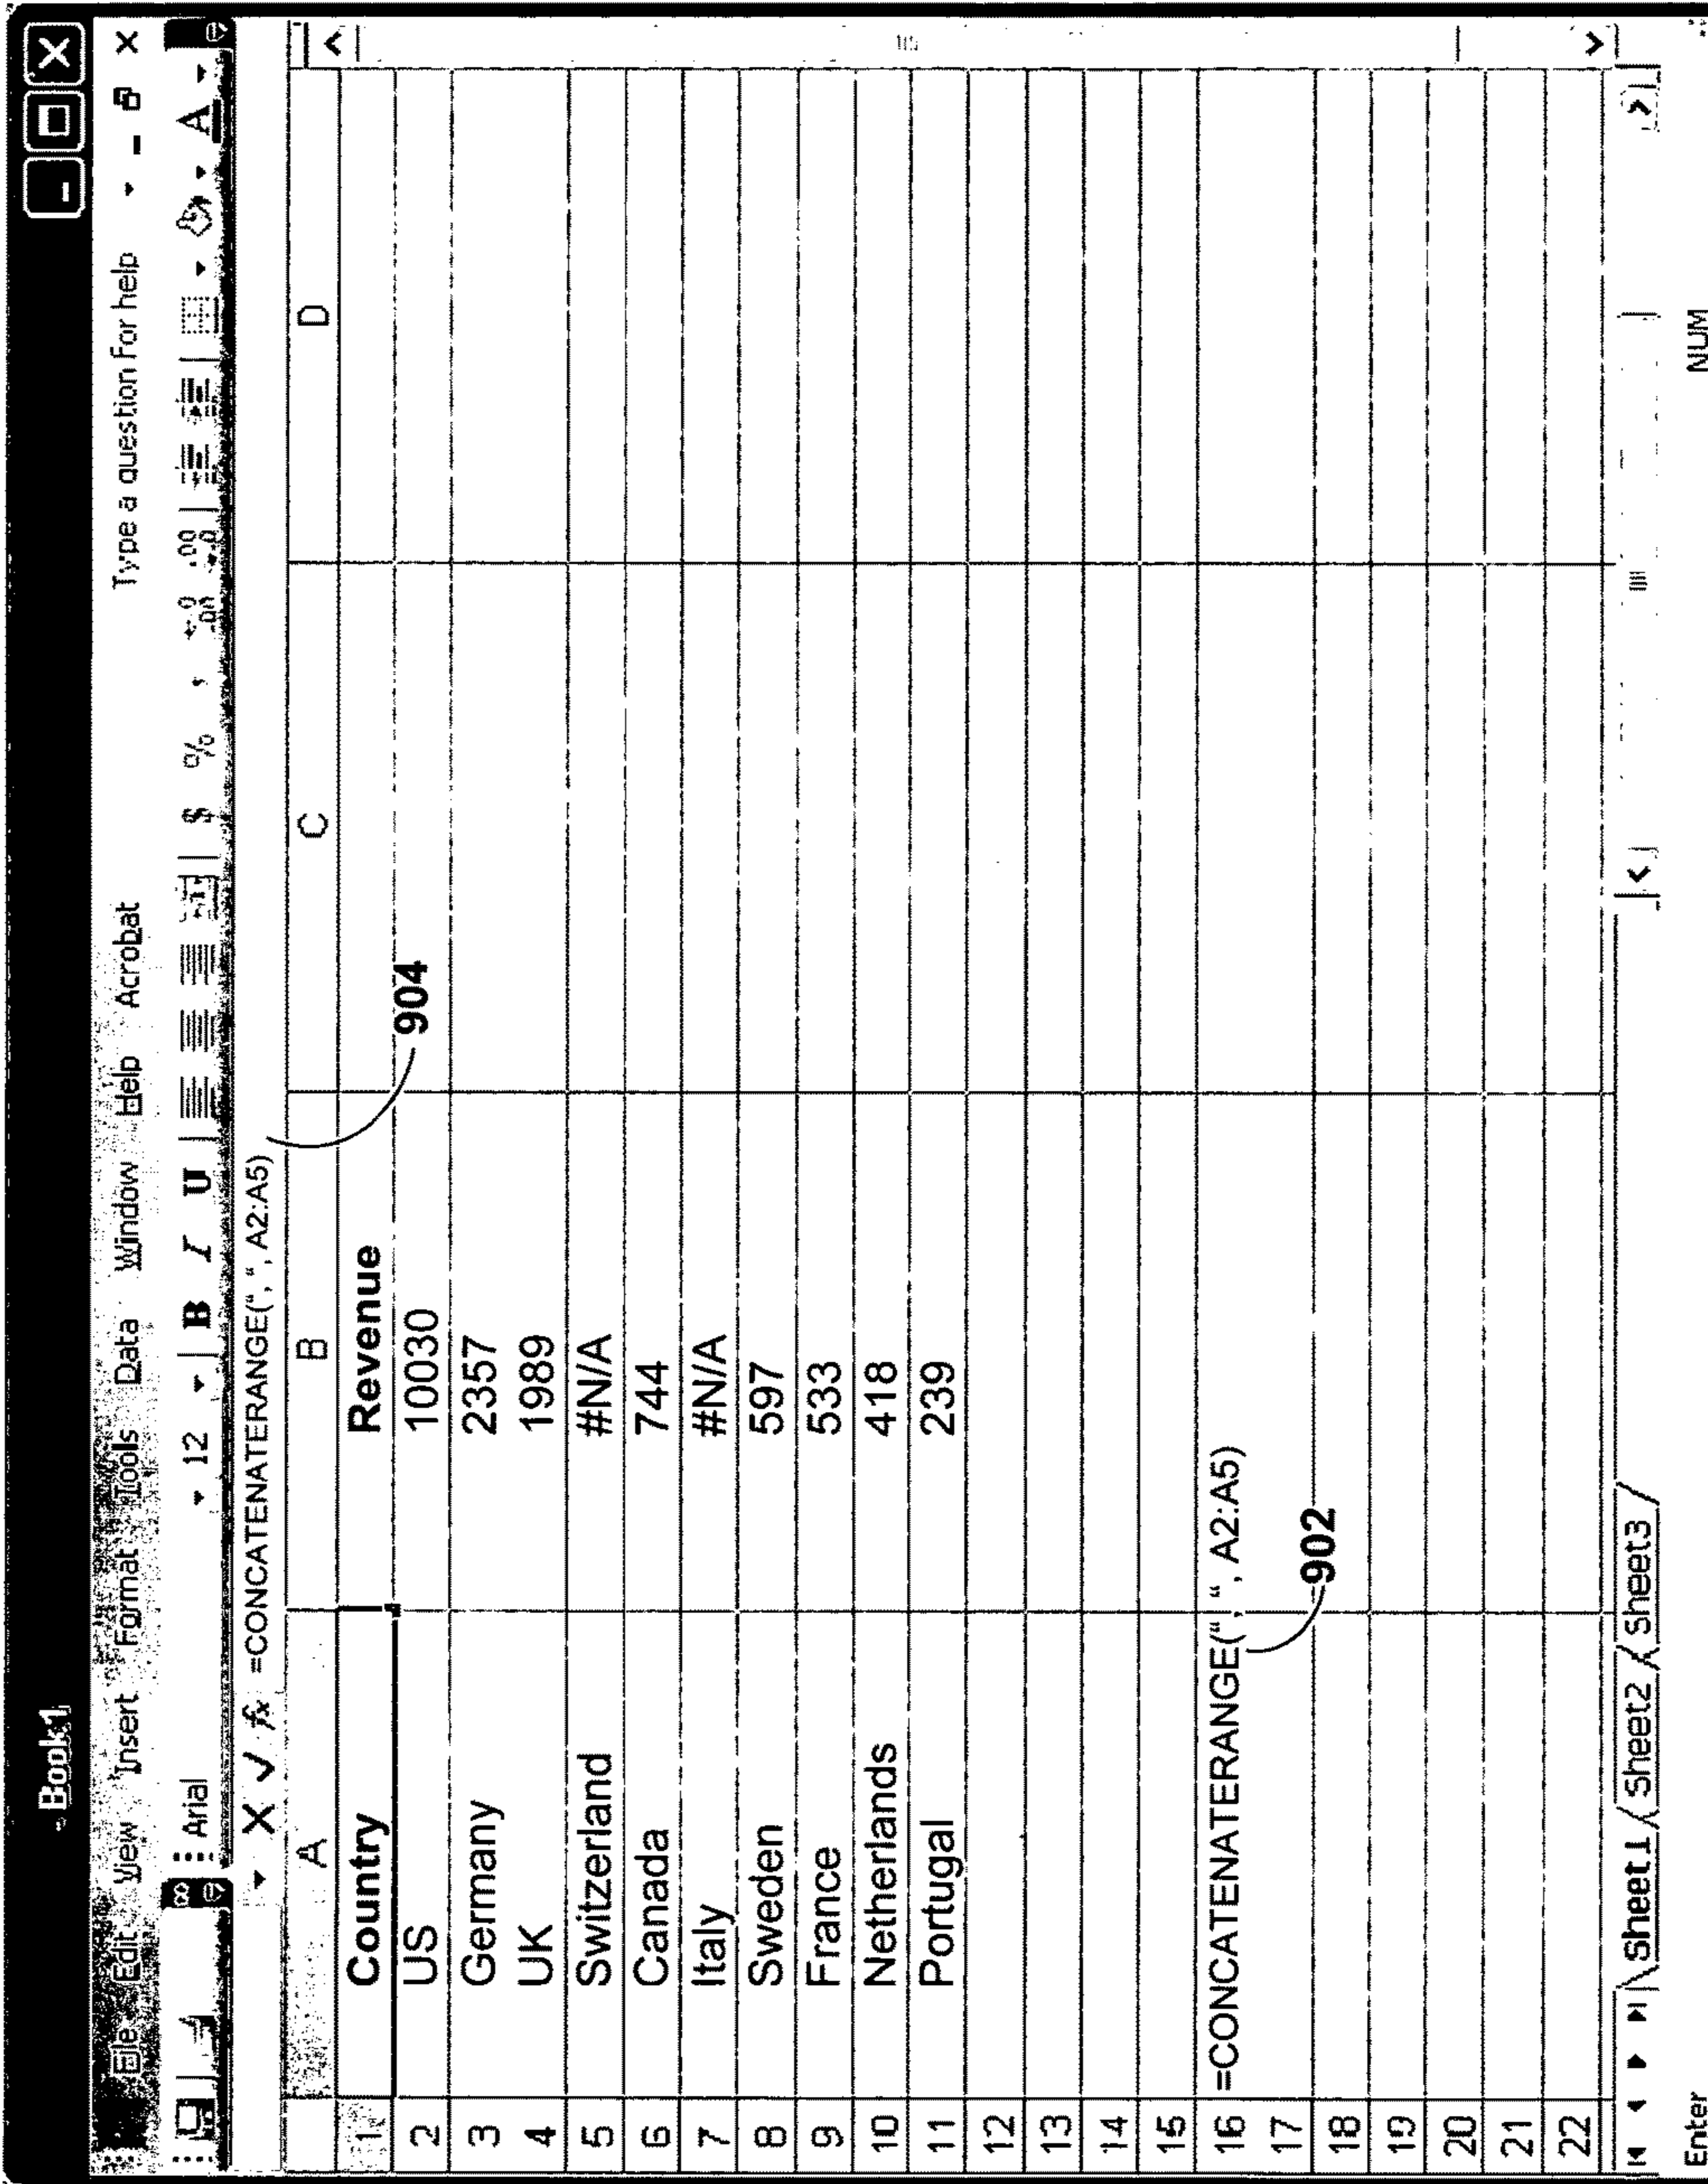 - Book1
File Edit View Insert Format Tools Data Window Help Acrobat Type a question for help
Arial 12 B I U $ % , .00 A
fx =CONCATENATERANGE(“, “, A2:A5)
904
A B C D
1 Country Revenue
2 US 10030
3 Germany 2357
4 UK 1989
5 Switzerland #N/A
6 Canada 744
7 Italy #N/A
8 Sweden 597
9 France 533
10 Netherlands 418
11 Portugal 239
12
13
14
15
16 =CONCATENATERANGE(“, “, A2:A5)
17
902
18
19
20
21
22
Sheet1 / Sheet2 / Sheet3 /
Enter NUM